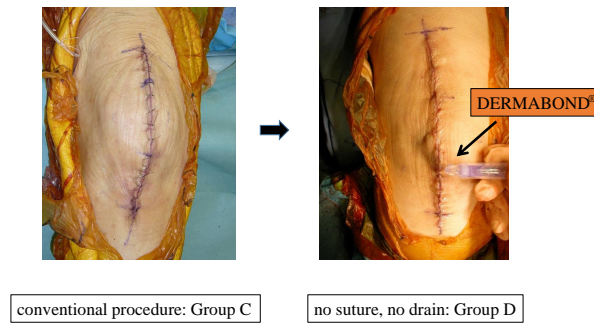 DERMABOND®
conventional procedure: Group C
no suture, no drain: Group D